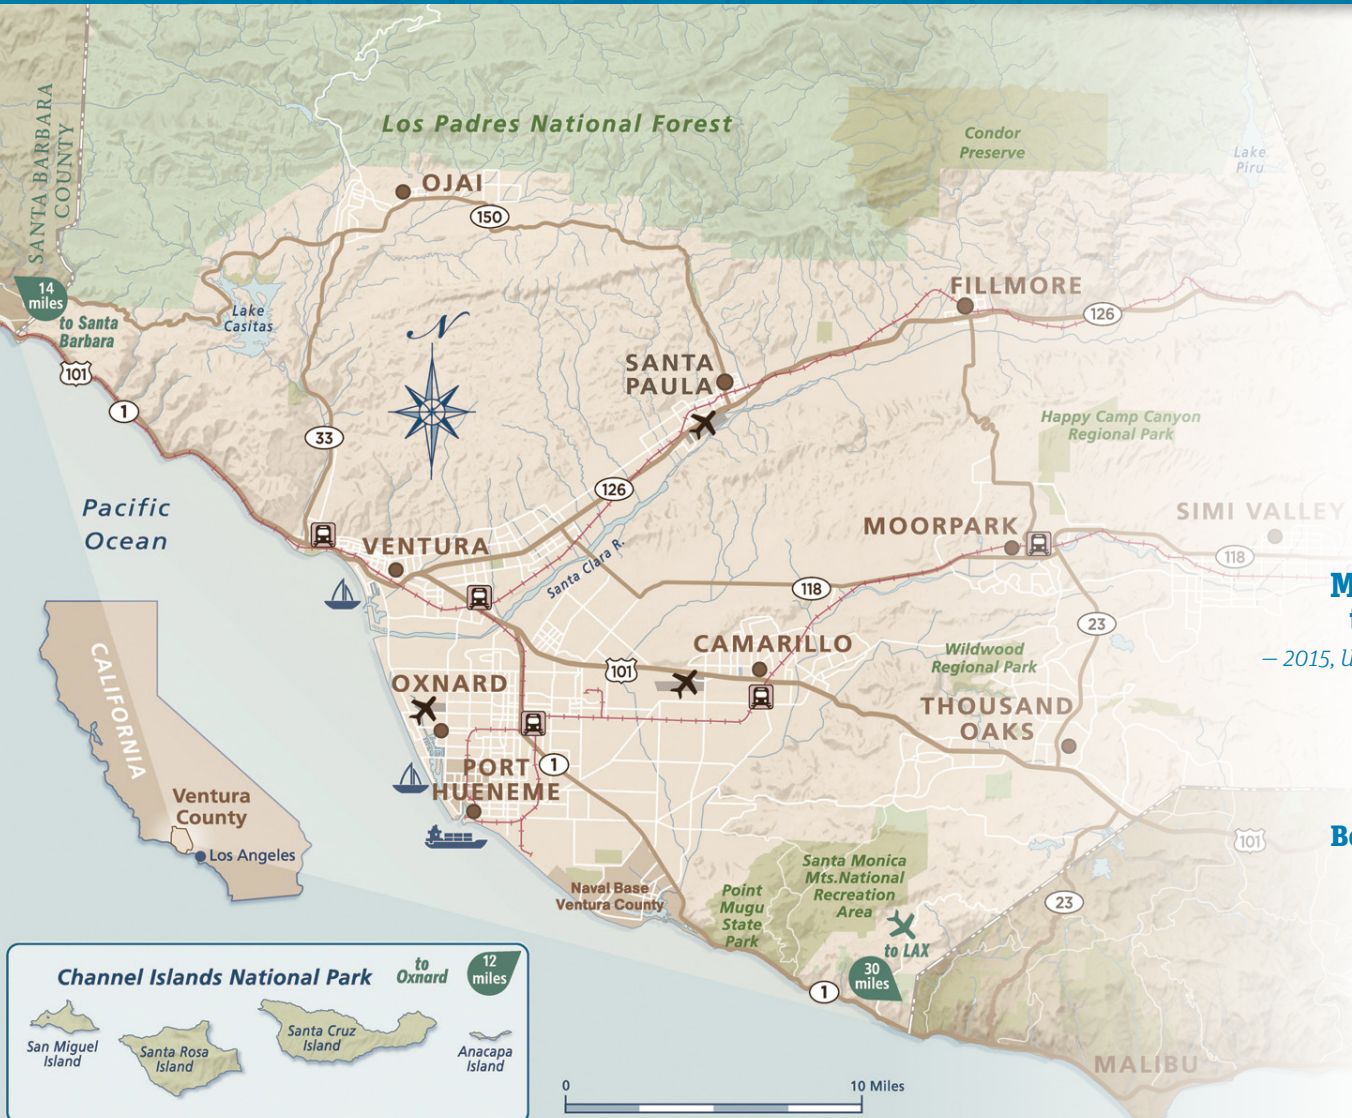 SANTA BARBARA
COUNTY
Los Padres National Forest
Condor
Preserve
Lake
Piru
OJAI
150
14
miles
to Santa
Barbara
Lake
Casitas
N
FILLMORE
126
101
1
SANTA
PAULA
33
Happy Camp Canyon
Regional Park
126
Pacific
Ocean
VENTURA
MOORPARK
SIMI VALLEY
118
Santa Clara R.
118
23
CAMARILLO
101
Wildwood
Regional Park
OXNARD
THOUSAND
OAKS
PORT
HUENEME
1
CALIFORNIA
Ventura
County
Los Angeles
101
Naval Base
Ventura County
Point
Mugu
State
Park
Santa Monica
Mts.National
Recreation
Area
to LAX
30
miles
23
1
MALIBU
— 2015, U
Channel Islands National Park
to
Oxnard
12
miles
San Miguel
Island
Santa Rosa
Island
Santa Cruz
Island
Anacapa
Island
0
10 Miles